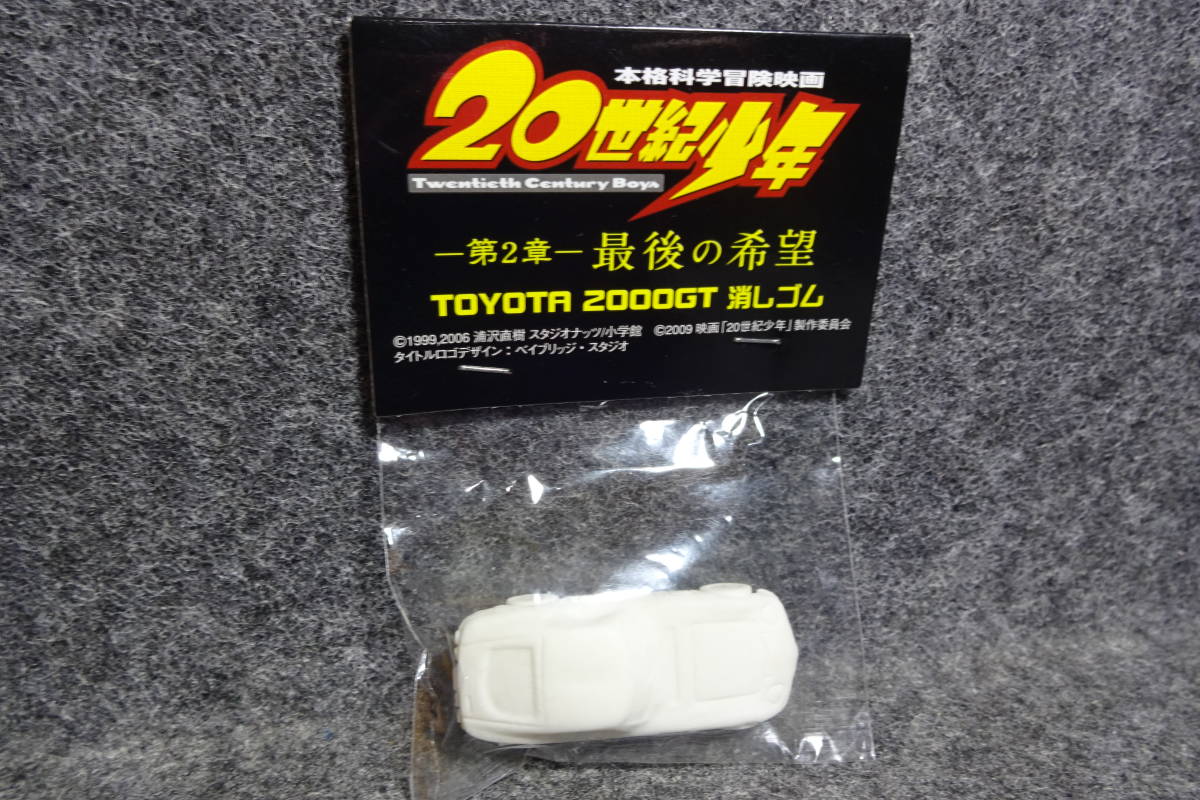 本格科学冒険映画
20世紀少年
Twentieth Century Boys
―第2章― 最後の希望
TOYOTA 2000GT 消しゴム
©1999,2006 浦沢直樹 スタジオナッツ/小学館　©2009 映画「20世紀少年」製作委員会
タイトルロゴデザイン：ベイブリッジ・スタジオ